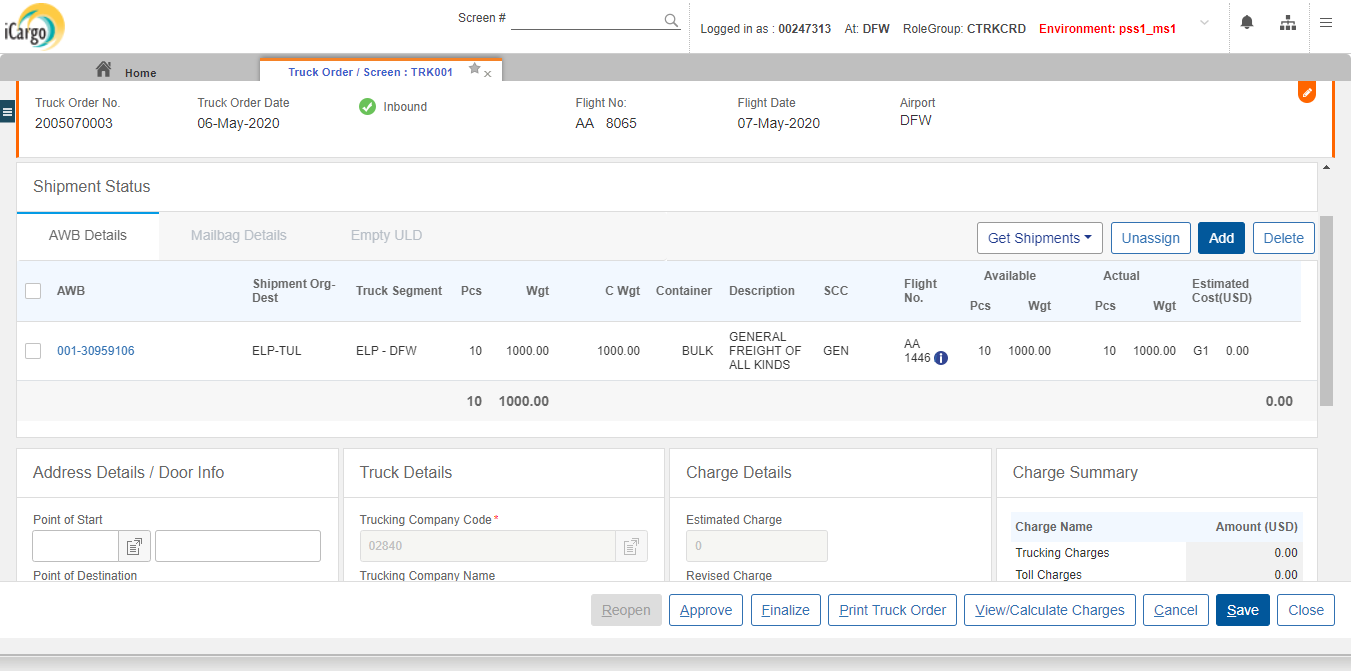 iCargo
Screen #
Logged in as : 00247313 At: DFW RoleGroup: CTRKCRD Environment: pss1_ms1
Home
Truck Order / Screen : TRK001
Truck Order No.
2005070003
Truck Order Date
06-May-2020
Inbound
Flight No:
AA 8065
Flight Date
07-May-2020
Airport
DFW
Shipment Status
AWB Details Mailbag Details Empty ULD
Get Shipments Unassign Add Delete
AWB
Shipment Org-
Dest
Truck Segment Pcs Wgt C Wgt Container Description SCC
Flight
No.
Available
Pcs Wgt
Actual
Pcs Wgt
Estimated
Cost(USD)
001-30959106 ELP-TUL ELP - DFW 10 1000.00 1000.00 BULK
GENERAL
FREIGHT OF
ALL KINDS
GEN
AA
1446
10 1000.00 10 1000.00 G1 0.00
10 1000.00 0.00
Address Details / Door Info
Point of Start
Point of Destination
Truck Details
Trucking Company Code*
02840
Trucking Company Name
Charge Details
Estimated Charge
0
Revised Charge
Charge Summary
Charge Name Amount (USD)
Trucking Charges 0.00
Toll Charges 0.00
Reopen Approve Finalize Print Truck Order View/Calculate Charges Cancel Save Close